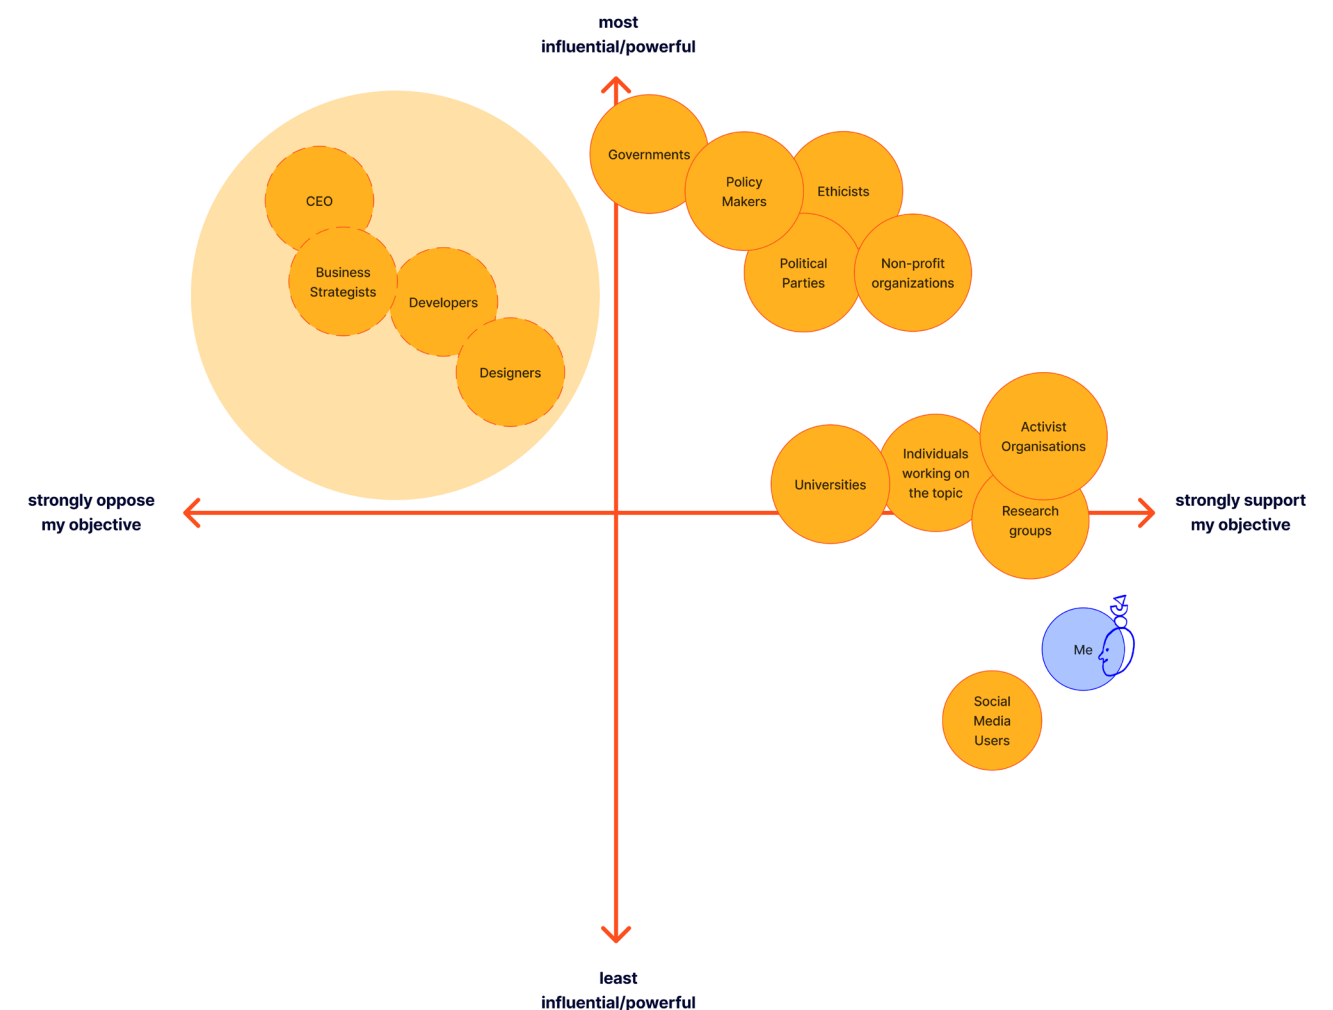 most
influential/powerful
Governments
Policy
Makers
Ethicists
CEO
Political
Parties
Non-profit
organizations
Business
Strategists
Developers
Designers
Activist
Organisations
Individuals
working on
the topic
Universities
Research
groups
strongly oppose
my objective
strongly support
my objective
Me
Social
Media
Users
least
influential/powerful